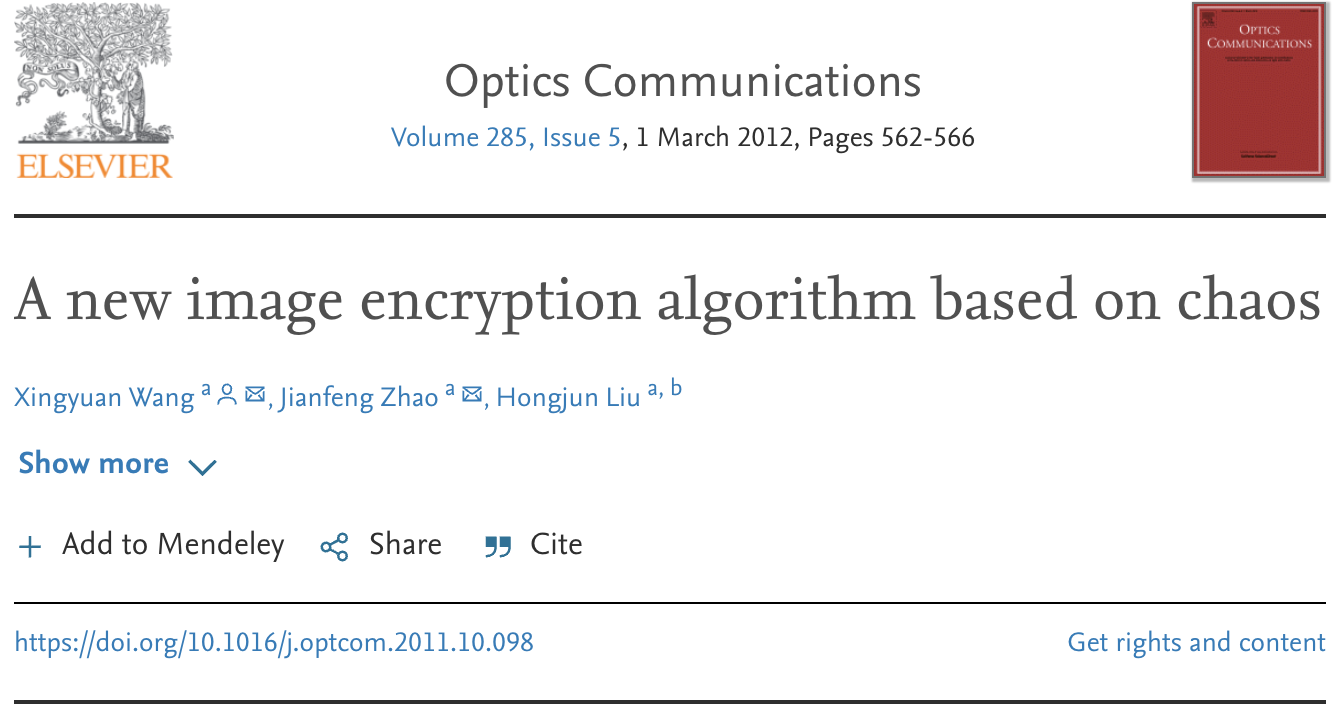 ELSEVIER
OPTICS
COMMUNICATIONS
Optics Communications
Volume 285, Issue 5, 1 March 2012, Pages 562-566
A new image encryption algorithm based on chaos
Xingyuan Wang a, Jianfeng Zhao a, Hongjun Liu a, b
Show more
+ Add to Mendeley Share Cite
https://doi.org/10.1016/j.optcom.2011.10.098 Get rights and content